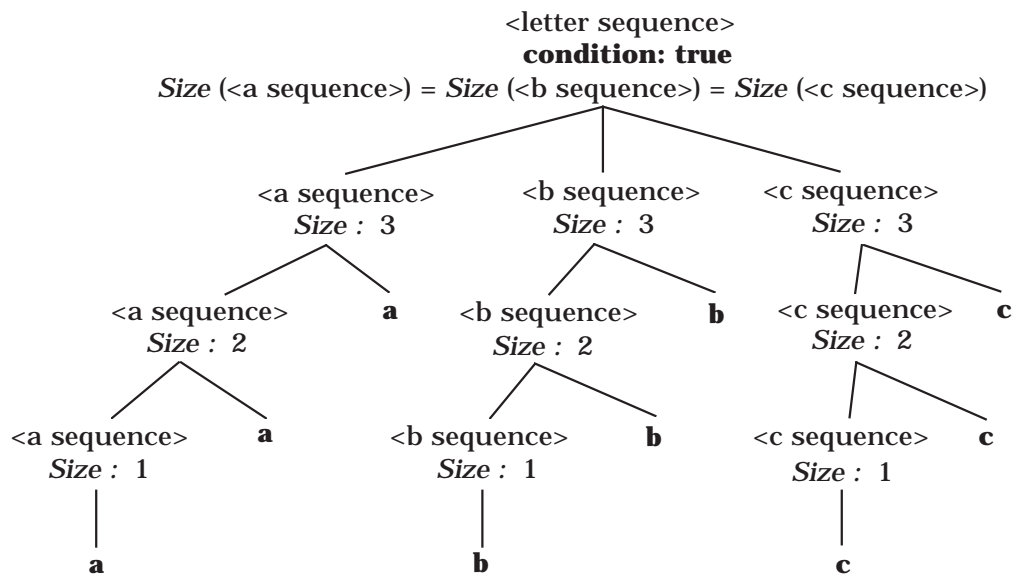 <letter sequence>
condition: true
Size (<a sequence>) = Size (<b sequence>) = Size (<c sequence>)
<a sequence> <b sequence> <c sequence>
Size : 3 Size : 3 Size : 3
<a sequence> a <b sequence> b <c sequence> c
Size : 2 Size : 2 Size : 2
<a sequence> a <b sequence> b <c sequence> c
Size : 1 Size : 1 Size : 1
a b c